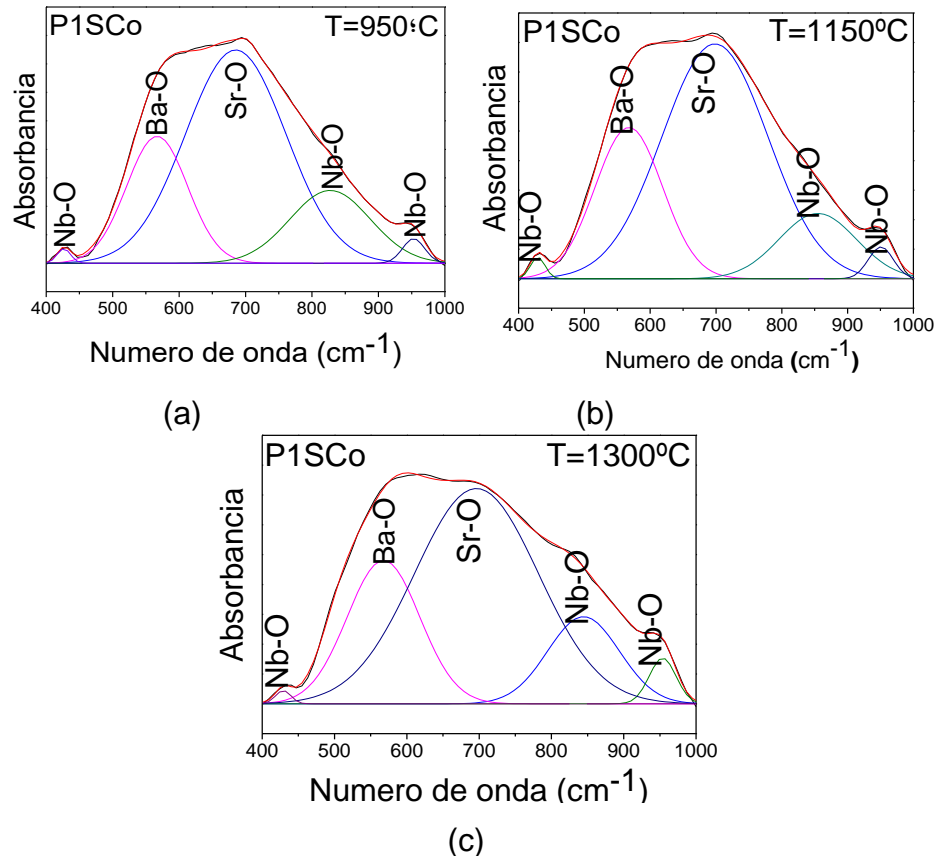 P1SCo T=950ºC
Absorbancia
Nb-O
Ba-O
Sr-O
Nb-O
Nb-O
400 500 600 700 800 900 1000
Numero de onda (cm⁻¹)
(a)
P1SCo T=1150ºC
Absorbancia
Nb-O
Ba-O
Sr-O
Nb-O
Nb-O
400 500 600 700 800 900 1000
Numero de onda (cm⁻¹)
(b)
P1SCo T=1300ºC
Absorbancia
Nb-O
Ba-O
Sr-O
Nb-O
Nb-O
400 500 600 700 800 900 1000
Numero de onda (cm⁻¹)
(c)